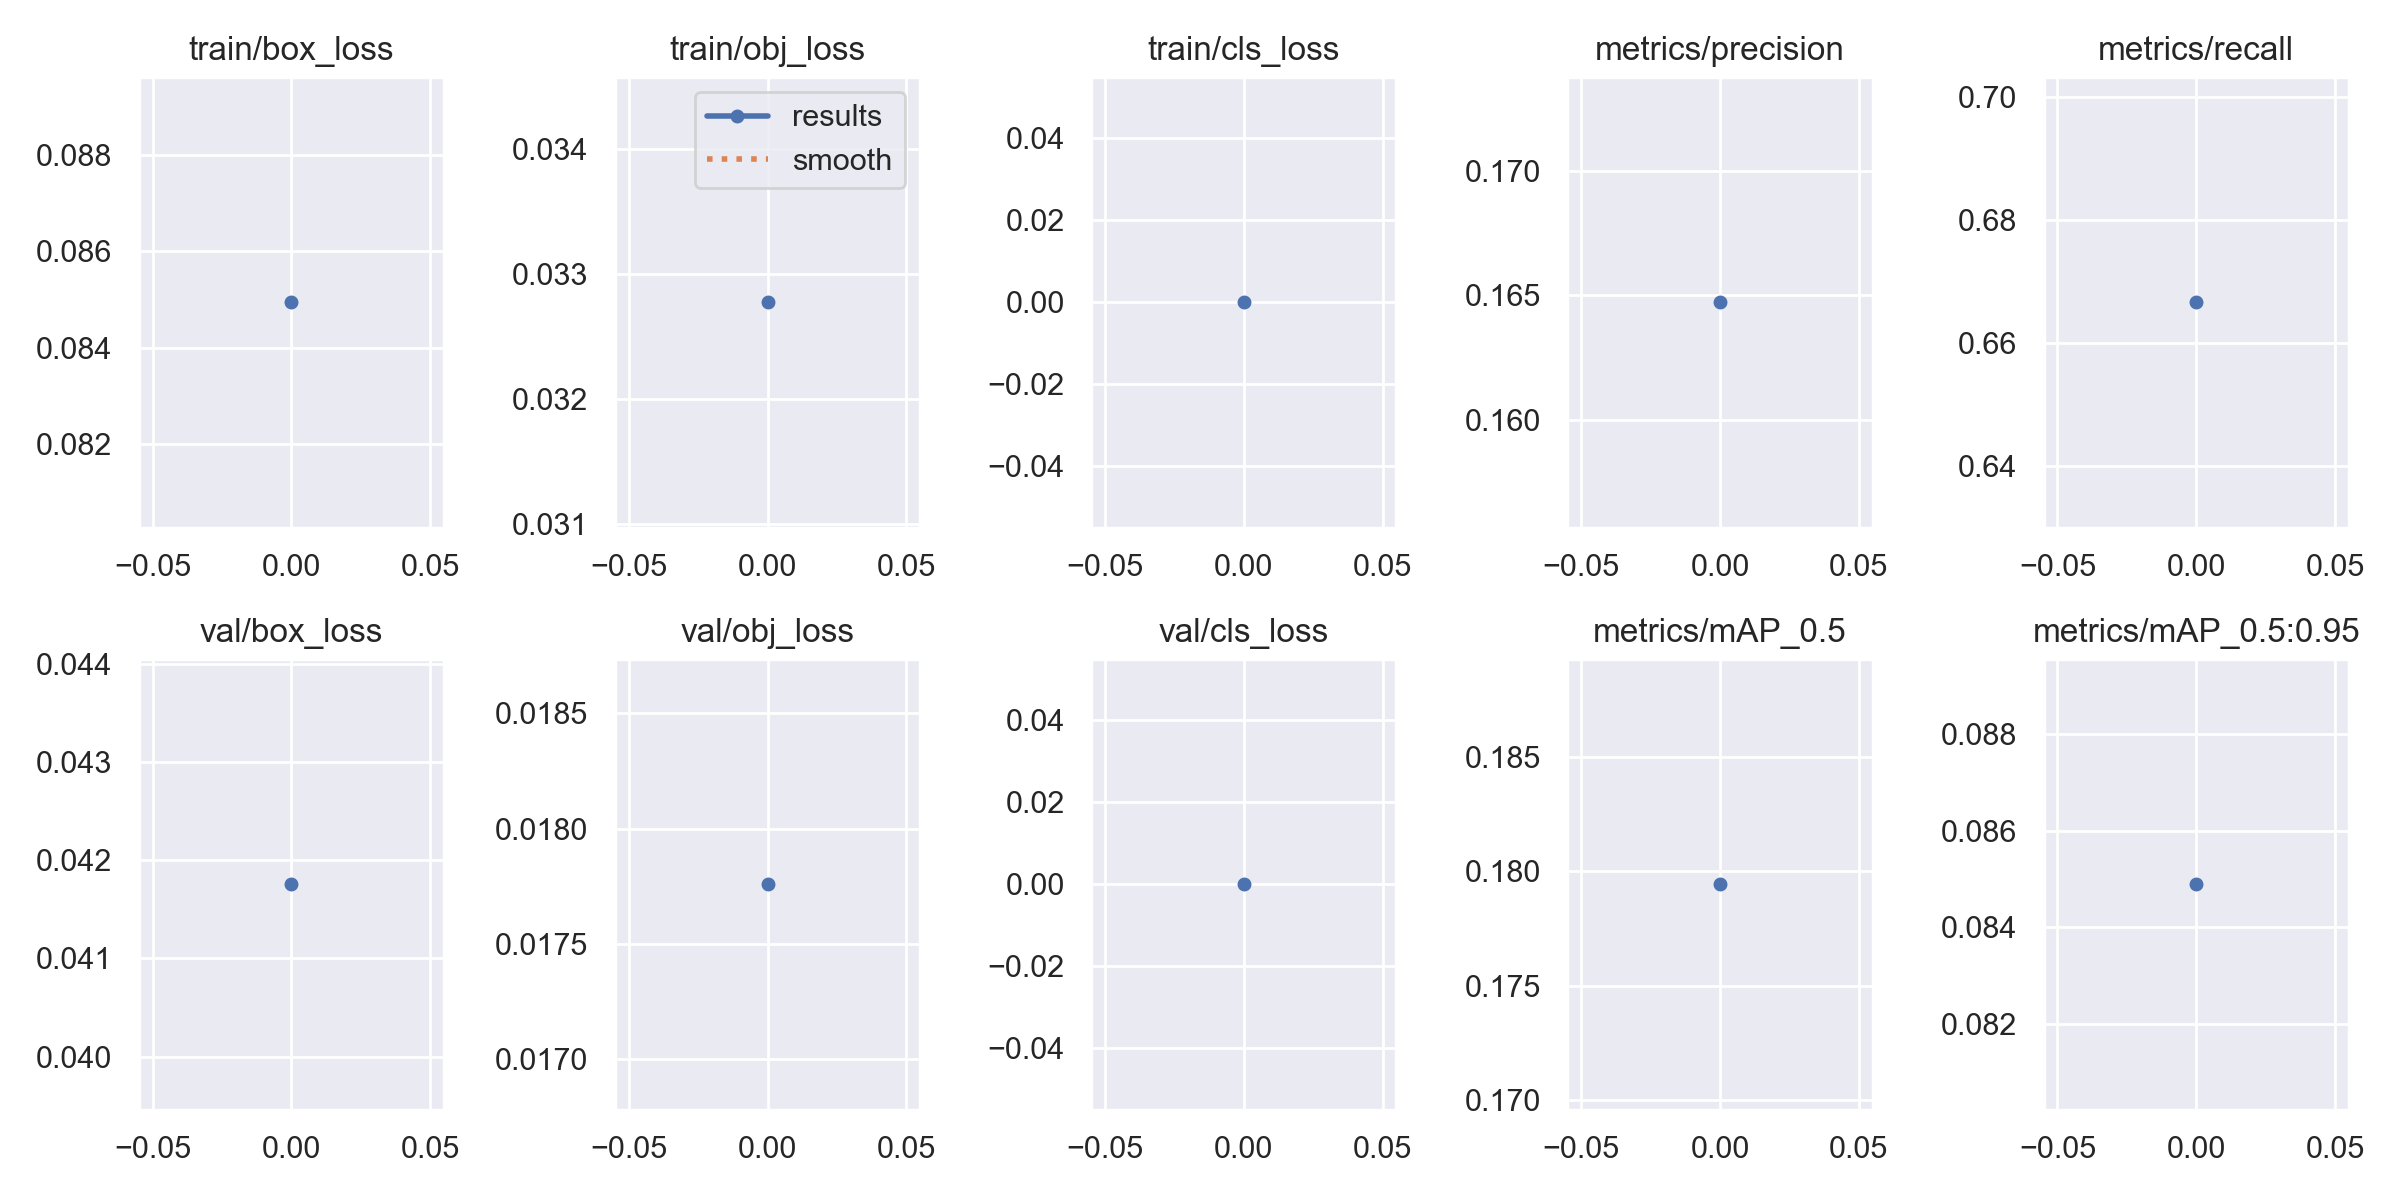 train/box_loss
0.088
0.086
0.084
0.082
−0.05 0.00 0.05
train/obj_loss
results
smooth
0.034
0.033
0.032
0.031
−0.05 0.00 0.05
train/cls_loss
0.04
0.02
0.00
−0.02
−0.04
−0.05 0.00 0.05
metrics/precision
0.170
0.165
0.160
−0.05 0.00 0.05
metrics/recall
0.70
0.68
0.66
0.64
−0.05 0.00 0.05
val/box_loss
0.044
0.043
0.042
0.041
0.040
−0.05 0.00 0.05
val/obj_loss
0.0185
0.0180
0.0175
0.0170
−0.05 0.00 0.05
val/cls_loss
0.04
0.02
0.00
−0.02
−0.04
−0.05 0.00 0.05
metrics/mAP_0.5
0.185
0.180
0.175
0.170
−0.05 0.00 0.05
metrics/mAP_0.5:0.95
0.088
0.086
0.084
0.082
−0.05 0.00 0.05